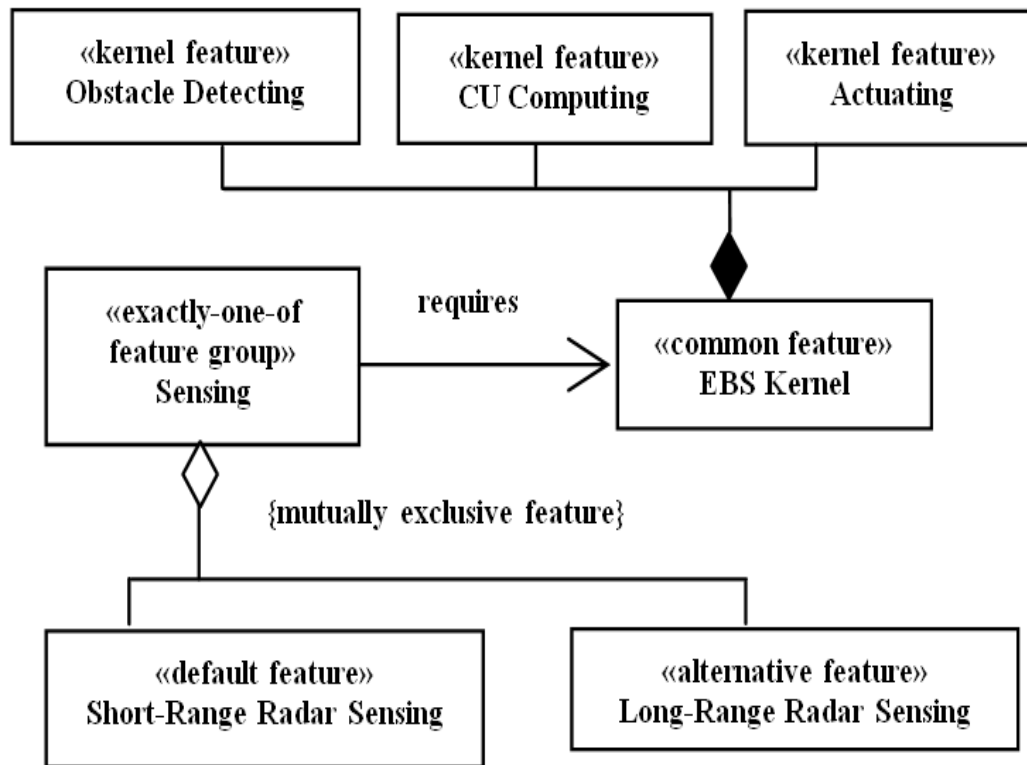 «kernel feature»
Obstacle Detecting
«kernel feature»
CU Computing
«kernel feature»
Actuating
«exactly-one-of
feature group»
Sensing
requires
«common feature»
EBS Kernel
{mutually exclusive feature}
«default feature»
Short-Range Radar Sensing
«alternative feature»
Long-Range Radar Sensing